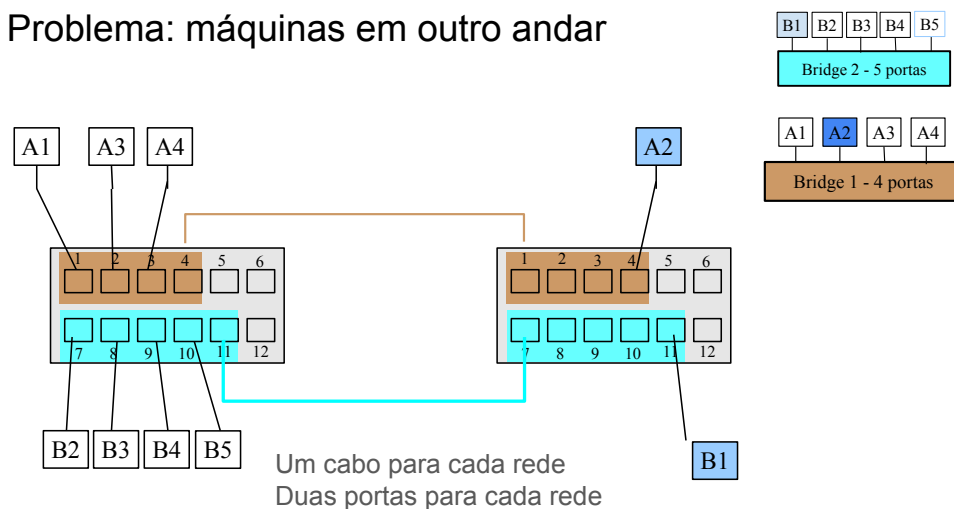 Problema: máquinas em outro andar
B1 B2 B3 B4 B5
Bridge 2 - 5 portas
A1 A2 A3 A4
Bridge 1 - 4 portas
A1 A3 A4 A2
1 2 3 4 5 6
7 8 9 10 11 12
1 2 3 4 5 6
7 8 9 10 11 12
B2 B3 B4 B5 B1
Um cabo para cada rede
Duas portas para cada rede